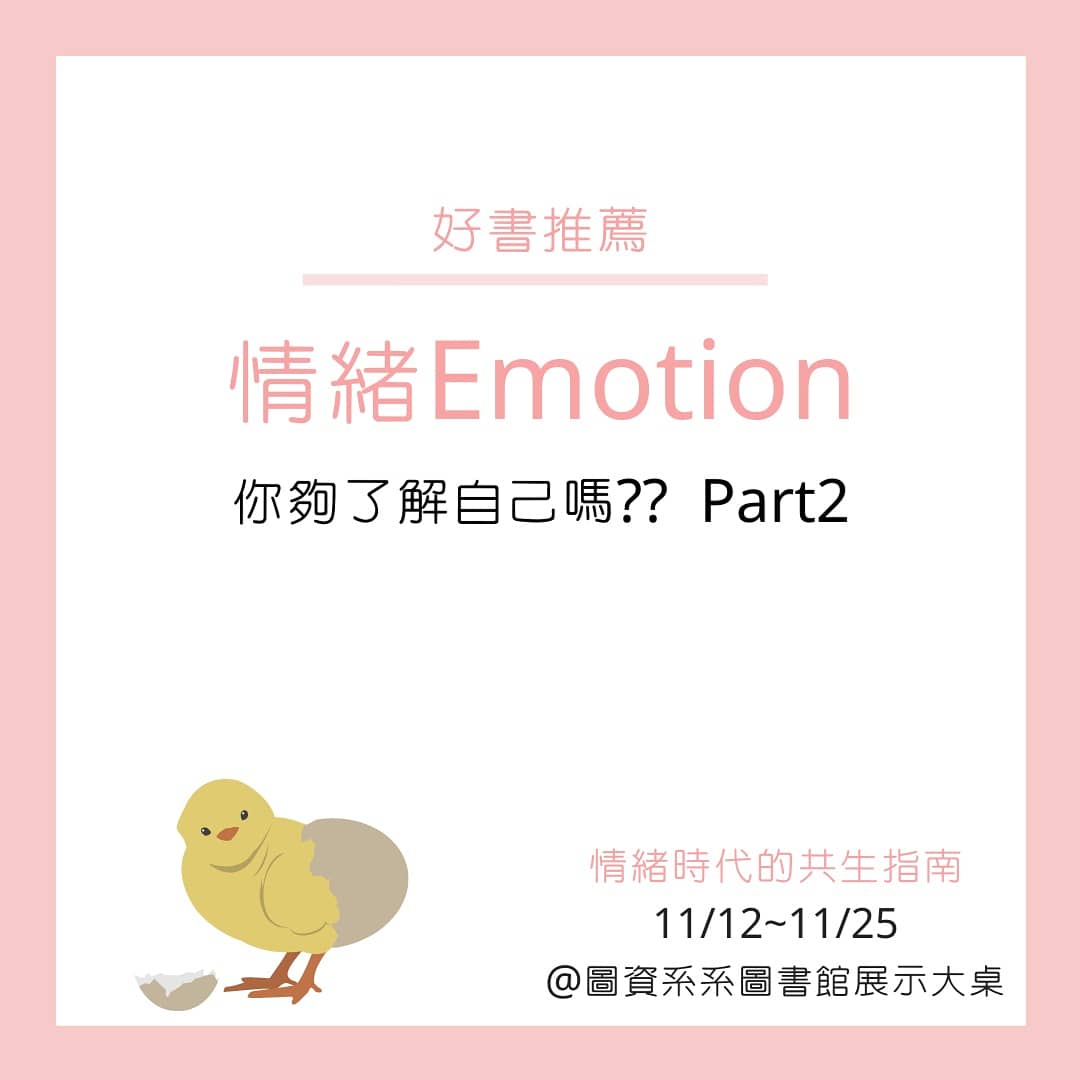 好書推薦
情緒Emotion
你夠了解自己嗎?? Part2
情緒時代的共生指南
11/12~11/25
@圖資系系圖書館展示大桌